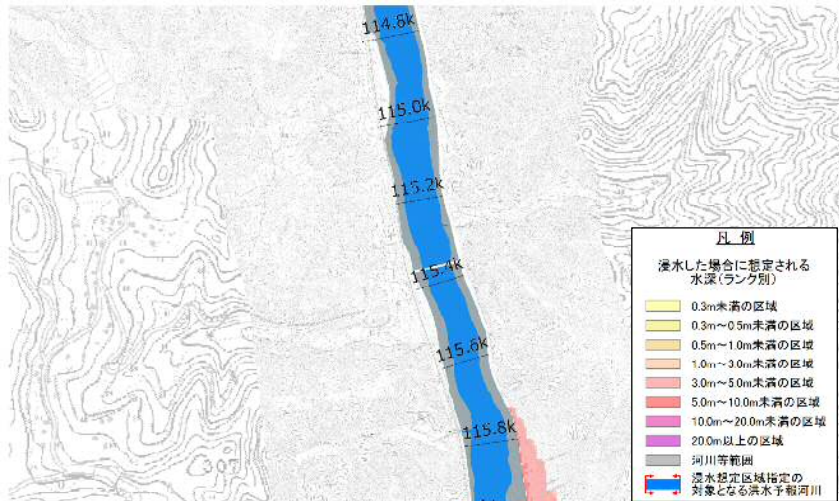 114.8k
115.0k
115.2k
115.4k
115.6k
115.8k
凡 例
浸水した場合に想定される
水深(ランク別)
0.3m未満の区域
0.3m～0.5m未満の区域
0.5m～1.0m未満の区域
1.0m～3.0m未満の区域
3.0m～5.0m未満の区域
5.0m～10.0m未満の区域
10.0m～20.0m未満の区域
20.0m以上の区域
河川等範囲
浸水想定区域指定の
対象となる洪水予報河川